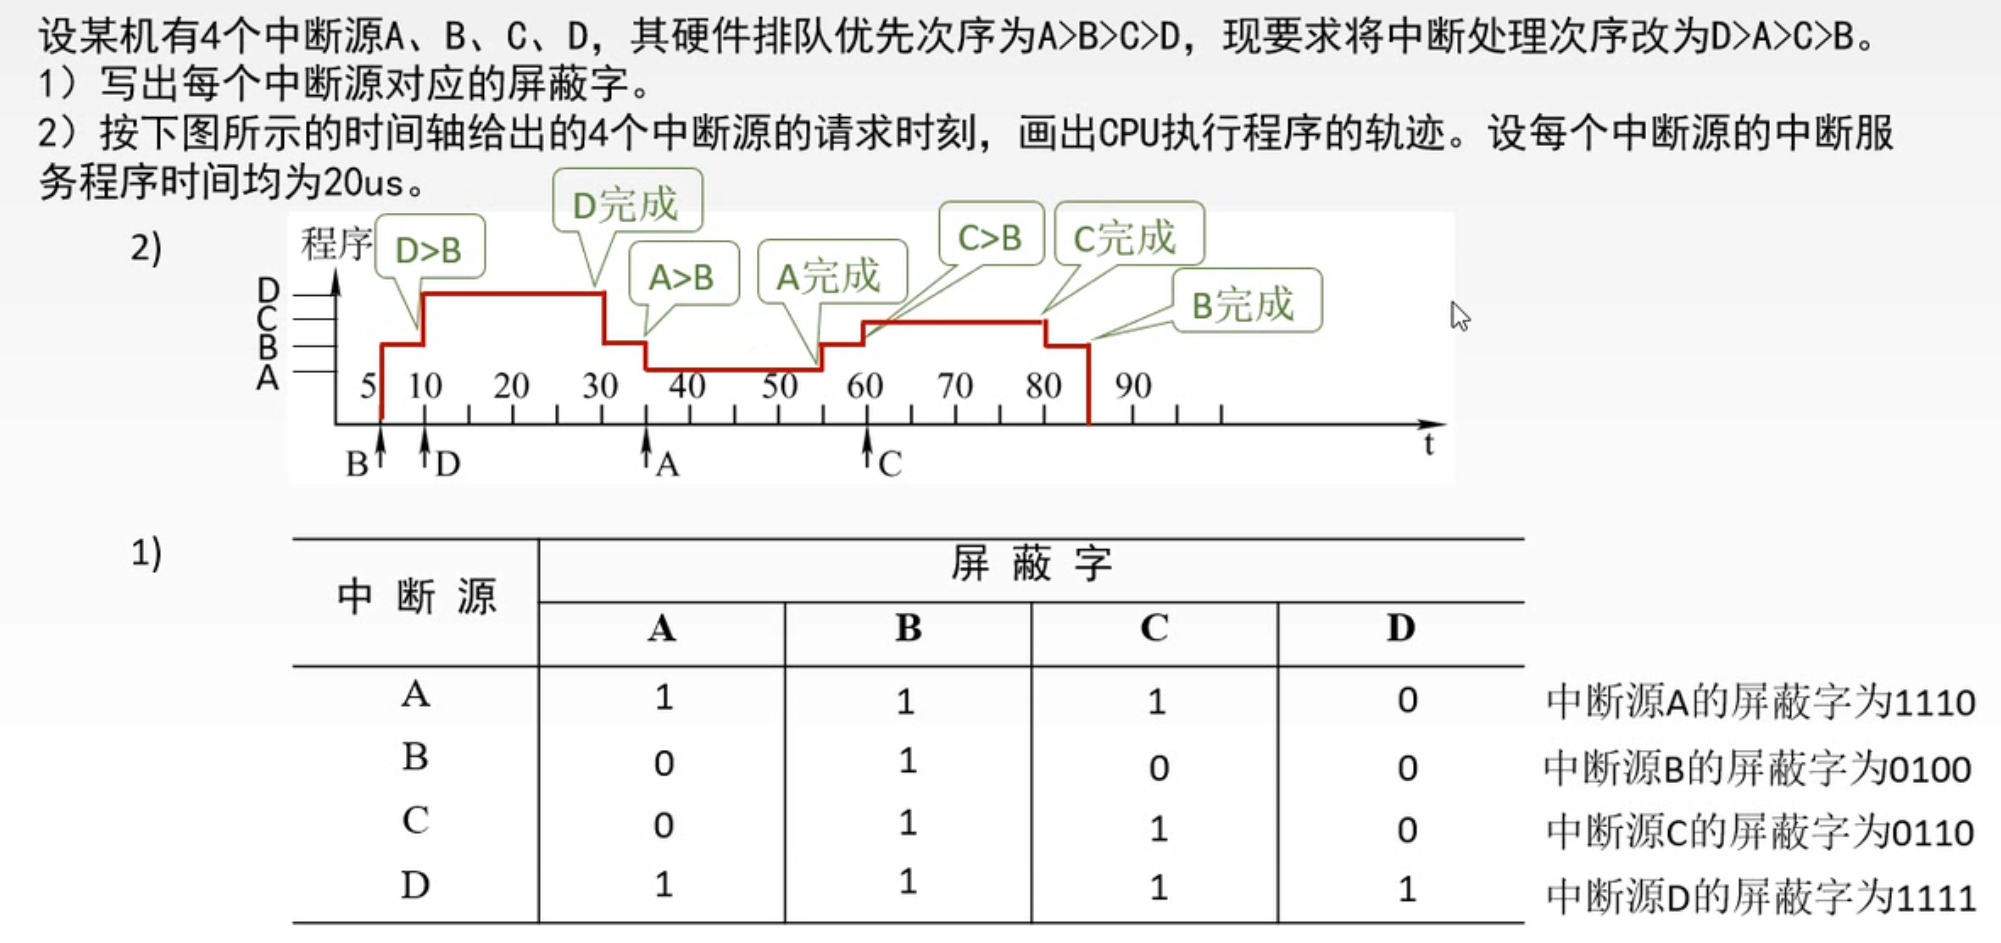 设某机有4个中断源A、B、C、D，其硬件排队优先次序为A>B>C>D，现要求将中断处理次序改为D>A>C>B。
1）写出每个中断源对应的屏蔽字。
2）按下图所示的时间轴给出的4个中断源的请求时刻，画出CPU执行程序的轨迹。设每个中断源的中断服
务程序时间均为20us。
2)
程序
D>B
D完成
A>B
A完成
C>B
C完成
B完成
D
C
B
A
5 10 20 30 40 50 60 70 80 90
t
B D A C
1)
中断源 屏蔽字
A B C D
A 1 1 1 0 中断源A的屏蔽字为1110
B 0 1 0 0 中断源B的屏蔽字为0100
C 0 1 1 0 中断源C的屏蔽字为0110
D 1 1 1 1 中断源D的屏蔽字为1111